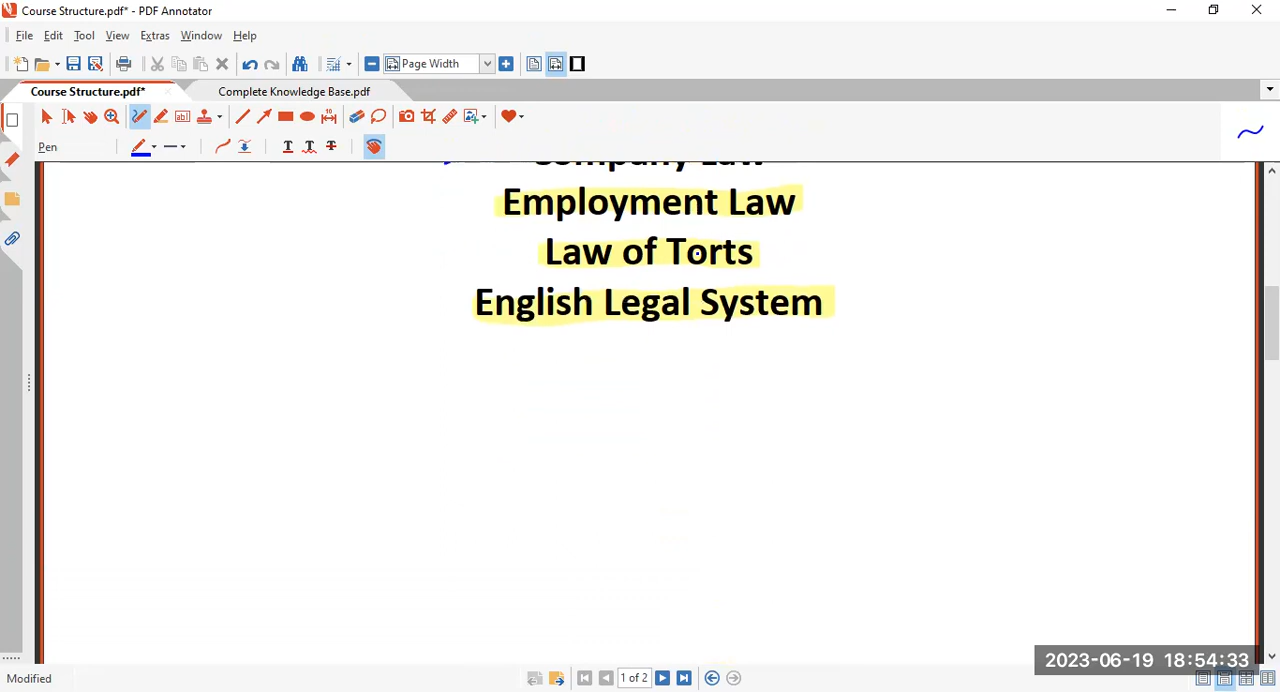 Course Structure.pdf* - PDF Annotator
File Edit Tool View Extras Window Help
Page Width
Course Structure.pdf* Complete Knowledge Base.pdf
Pen
Company Law
Employment Law
Law of Torts
English Legal System
Modified
1 of 2
2023-06-19 18:54:33